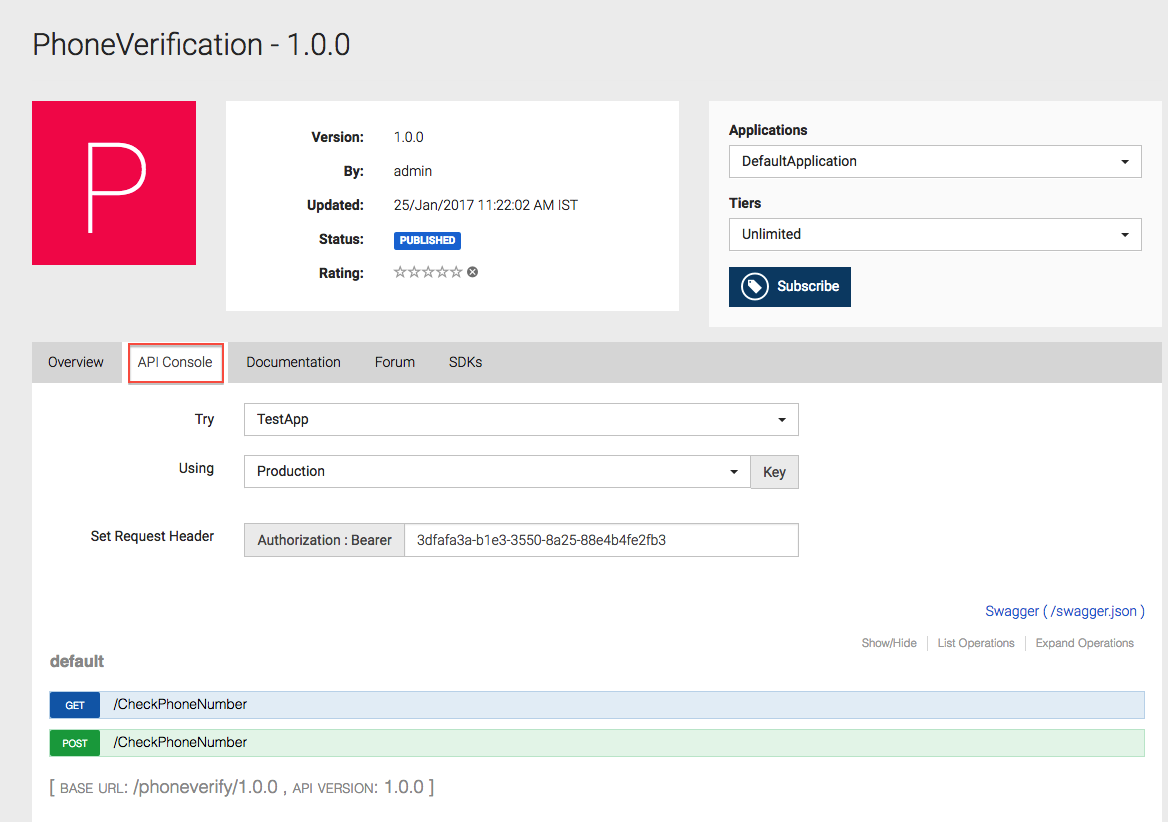 PhoneVerification - 1.0.0
P
Version: 1.0.0
By: admin
Updated: 25/Jan/2017 11:22:02 AM IST
Status: PUBLISHED
Rating:
Applications
DefaultApplication
Tiers
Unlimited
Subscribe
Overview API Console Documentation Forum SDKs
Try TestApp
Using Production Key
Set Request Header Authorization : Bearer 3dfafa3a-b1e3-3550-8a25-88e4b4fe2fb3
Swagger ( /swagger.json )
Show/Hide List Operations Expand Operations
default
GET /CheckPhoneNumber
POST /CheckPhoneNumber
[ BASE URL: /phoneverify/1.0.0 , API VERSION: 1.0.0 ]